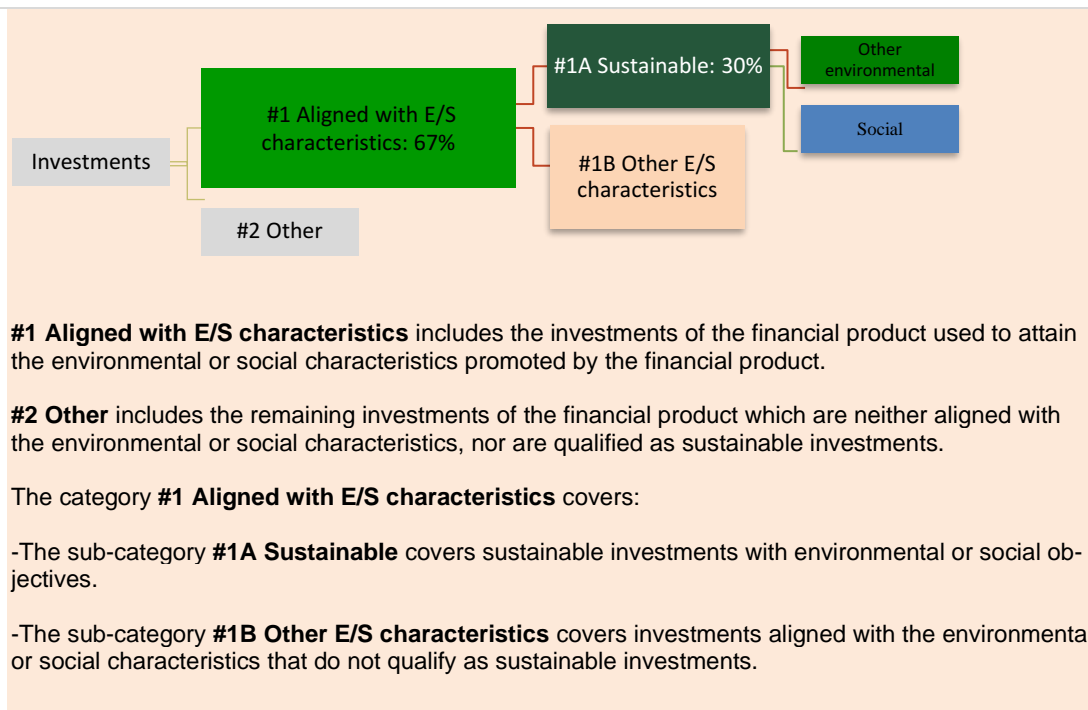 Investments
#1 Aligned with E/S
characteristics: 67%
#2 Other
#1A Sustainable: 30%
#1B Other E/S
characteristics
Other
environmental
Social
#1 Aligned with E/S characteristics includes the investments of the financial product used to attain
the environmental or social characteristics promoted by the financial product.
#2 Other includes the remaining investments of the financial product which are neither aligned with
the environmental or social characteristics, nor are qualified as sustainable investments.
The category #1 Aligned with E/S characteristics covers:
-The sub-category #1A Sustainable covers sustainable investments with environmental or social ob-
jectives.
-The sub-category #1B Other E/S characteristics covers investments aligned with the environmenta
or social characteristics that do not qualify as sustainable investments.